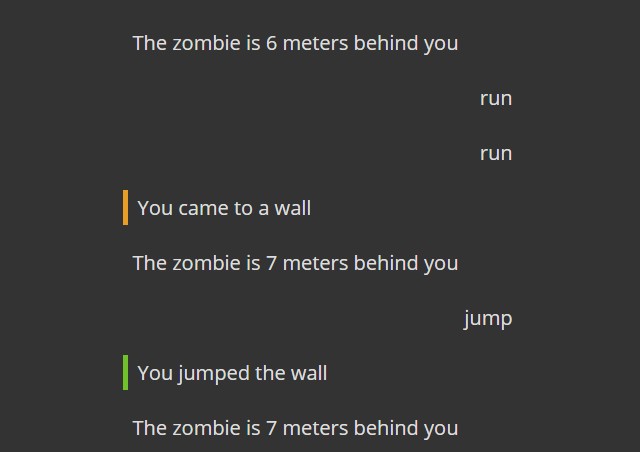 The zombie is 6 meters behind you
run
run
You came to a wall
The zombie is 7 meters behind you
jump
You jumped the wall
The zombie is 7 meters behind you